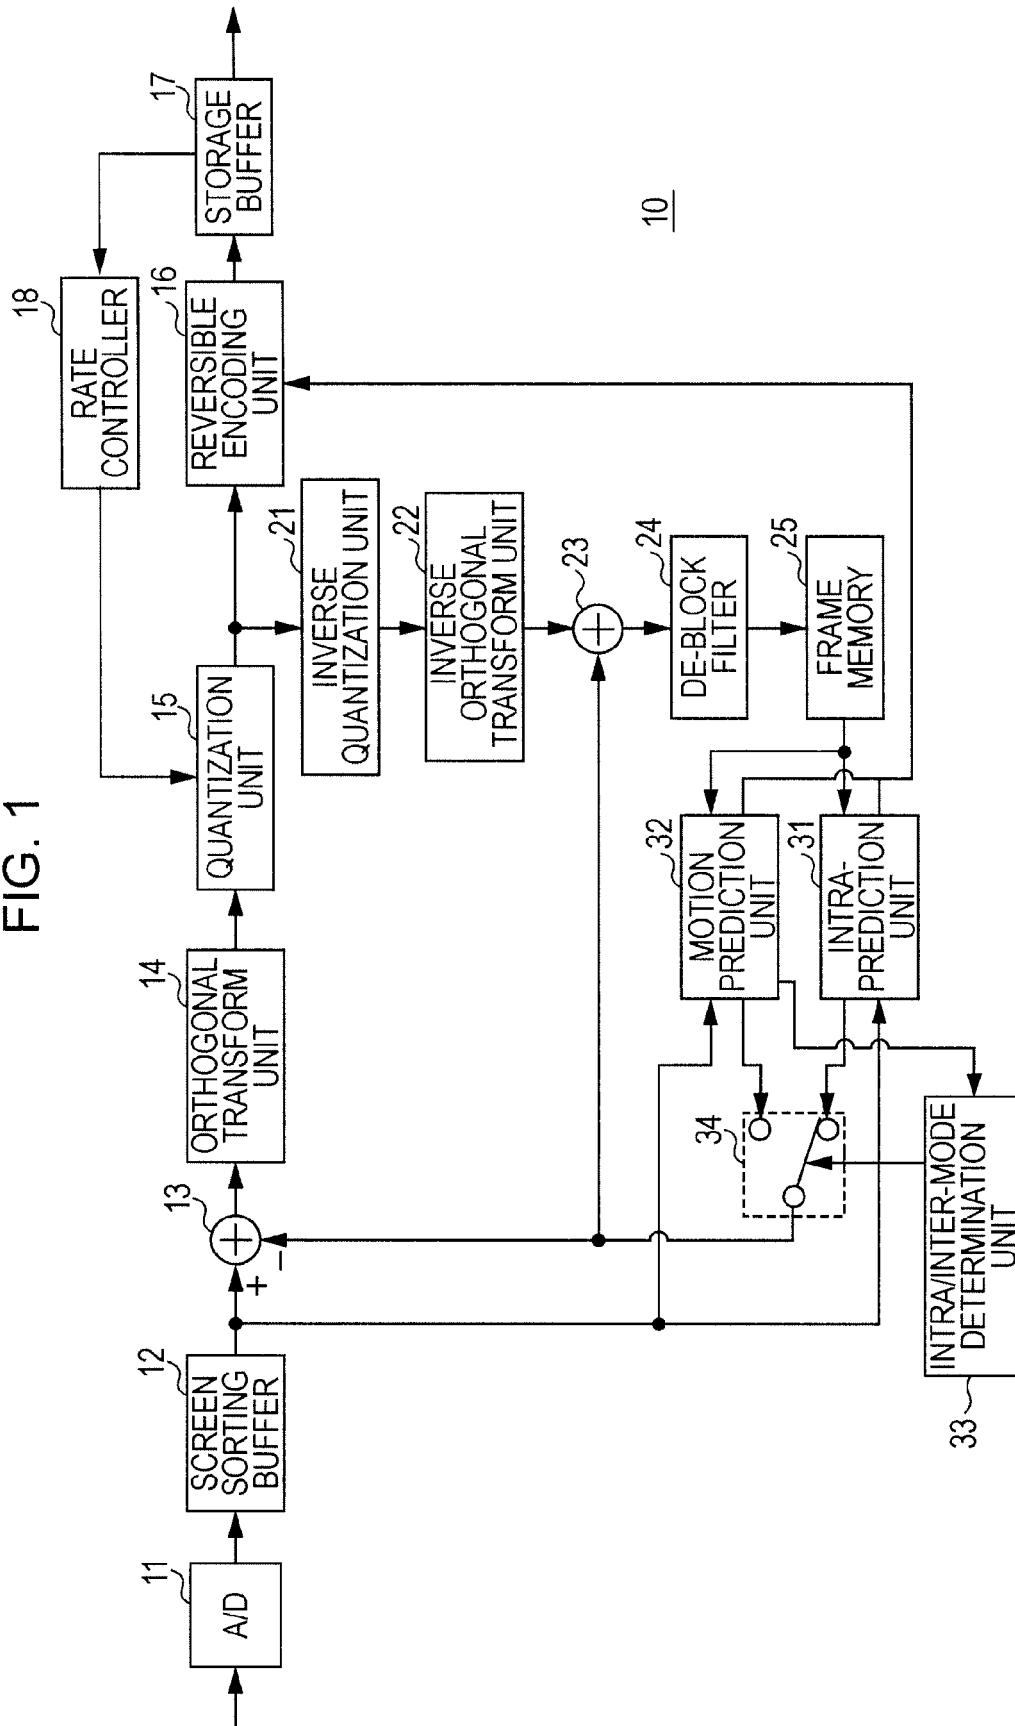 FIG. 1
10
11
A/D
12
SCREEN
SORTING
BUFFER
13
+
−
14
ORTHOGONAL
TRANSFORM
UNIT
15
QUANTIZATION
UNIT
16
REVERSIBLE
ENCODING
UNIT
17
STORAGE
BUFFER
18
RATE
CONTROLLER
21
INVERSE
QUANTIZATION UNIT
22
INVERSE
ORTHOGONAL
TRANSFORM UNIT
23
24
DE-BLOCK
FILTER
25
FRAME
MEMORY
32
MOTION
PREDICTION
UNIT
31
INTRA-
PREDICTION
UNIT
34
33
INTRA/INTER-MODE
DETERMINATION
UNIT